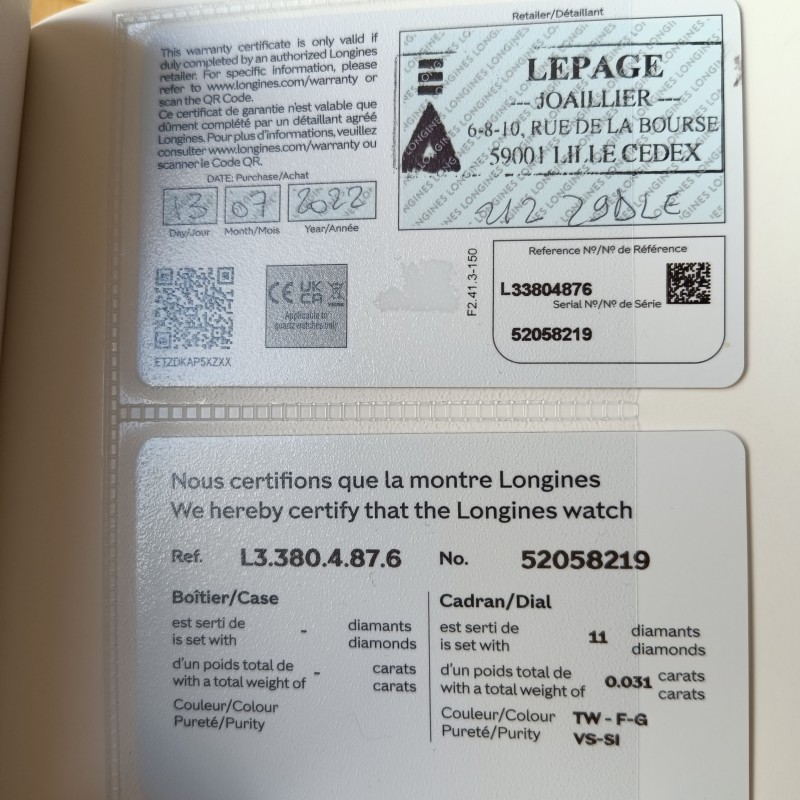 Retailer/Détaillant
This warranty certificate is only valid if
duly completed by an authorized Longines
retailer. For specific information, please
refer to www.longines.com/warranty or
scan the QR Code.
Ce certificat de garantie n'est valable que
dûment complété par un détaillant agréé
Longines. Pour plus d'informations, veuillez
consulter www.longines.com/warranty ou
scanner le Code QR.
LEPAGE
--- JOAILLIER ---
6-8-10, RUE DE LA BOURSE
59001 LILLE CEDEX
DATE: Purchase/Achat
13 07 2022
Day/Jour Month/Mois Year/Année
Reference Nº/Nº de Référence
L33804876
Serial Nº/Nº de Série
52058219
F2.41.3-150
CE UK CA
Applicable to
quartz watches only
ETZDKAP5XZXX
Nous certifions que la montre Longines
We hereby certify that the Longines watch
Ref. L3.380.4.87.6 No. 52058219
Boîtier/Case
est serti de - diamants
is set with diamonds
d'un poids total de - carats
with a total weight of carats
Couleur/Colour
Pureté/Purity
Cadran/Dial
est serti de 11 diamants
is set with diamonds
d'un poids total de 0.031 carats
with a total weight of carats
Couleur/Colour TW - F-G
Pureté/Purity VS-SI